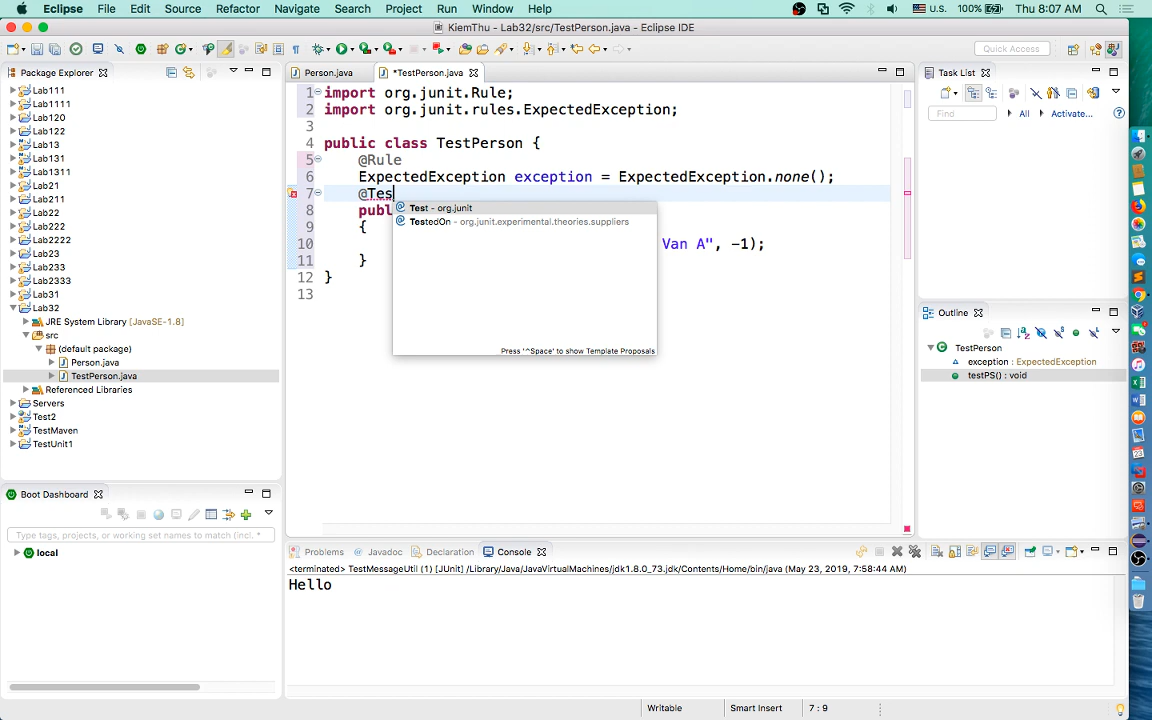 Eclipse File Edit Source Refactor Navigate Search Project Run Window Help U.S. 100% Thu 8:07 AM
KiemThu - Lab32/src/TestPerson.java - Eclipse IDE
Quick Access
Package Explorer
Lab111
Lab1111
Lab120
Lab122
Lab13
Lab131
Lab1311
Lab21
Lab211
Lab22
Lab222
Lab2222
Lab23
Lab233
Lab2333
Lab31
Lab32
JRE System Library [JavaSE-1.8]
src
(default package)
Person.java
TestPerson.java
Referenced Libraries
Servers
Test2
TestMaven
TestUnit1
Boot Dashboard
Type tags, projects, or working set names to match (incl. *
local
Person.java *TestPerson.java
1 import org.junit.Rule;
2 import org.junit.rules.ExpectedException;
3
4 public class TestPerson {
5 @Rule
6 ExpectedException exception = ExpectedException.none();
7 @Tes
8 publ
9 {
10 Van A", -1);
11 }
12 }
13
Test - org.junit
TestedOn - org.junit.experimental.theories.suppliers
Press '^Space' to show Template Proposals
Problems Javadoc Declaration Console
<terminated> TestMessageUtil (1) [JUnit] /Library/Java/JavaVirtualMachines/jdk1.8.0_73.jdk/Contents/Home/bin/java (May 23, 2019, 7:58:44 AM)
Hello
Task List
Find All Activate...
Outline
TestPerson
exception : ExpectedException
testPS() : void
Writable Smart Insert 7 : 9